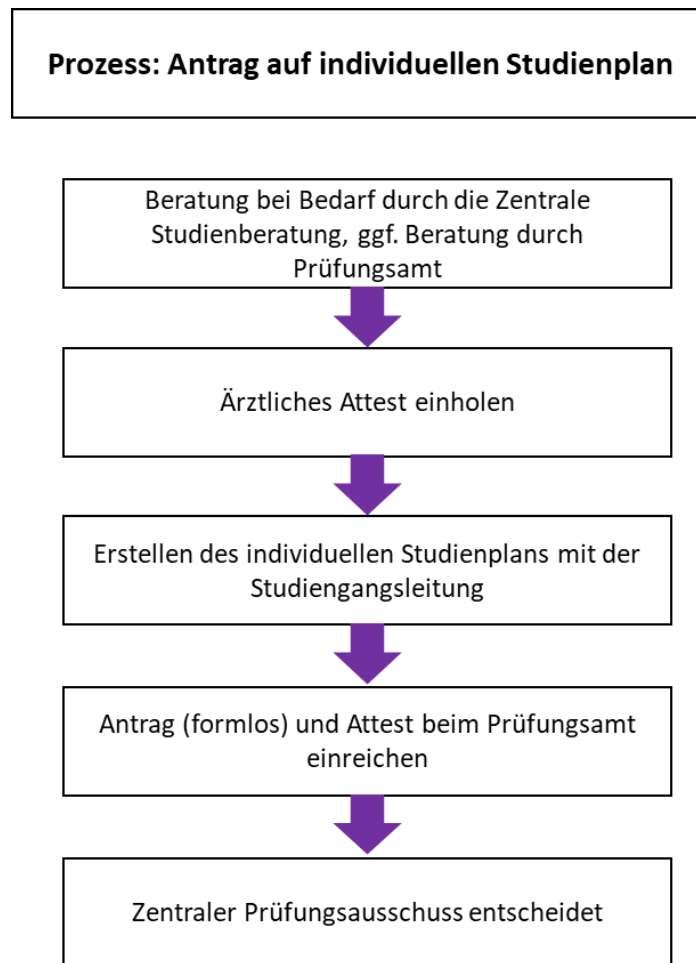 Prozess: Antrag auf individuellen Studienplan
Beratung bei Bedarf durch die Zentrale
Studienberatung, ggf. Beratung durch
Prüfungsamt
Ärztliches Attest einholen
Erstellen des individuellen Studienplans mit der
Studiengangsleitung
Antrag (formlos) und Attest beim Prüfungsamt
einreichen
Zentraler Prüfungsausschuss entscheidet